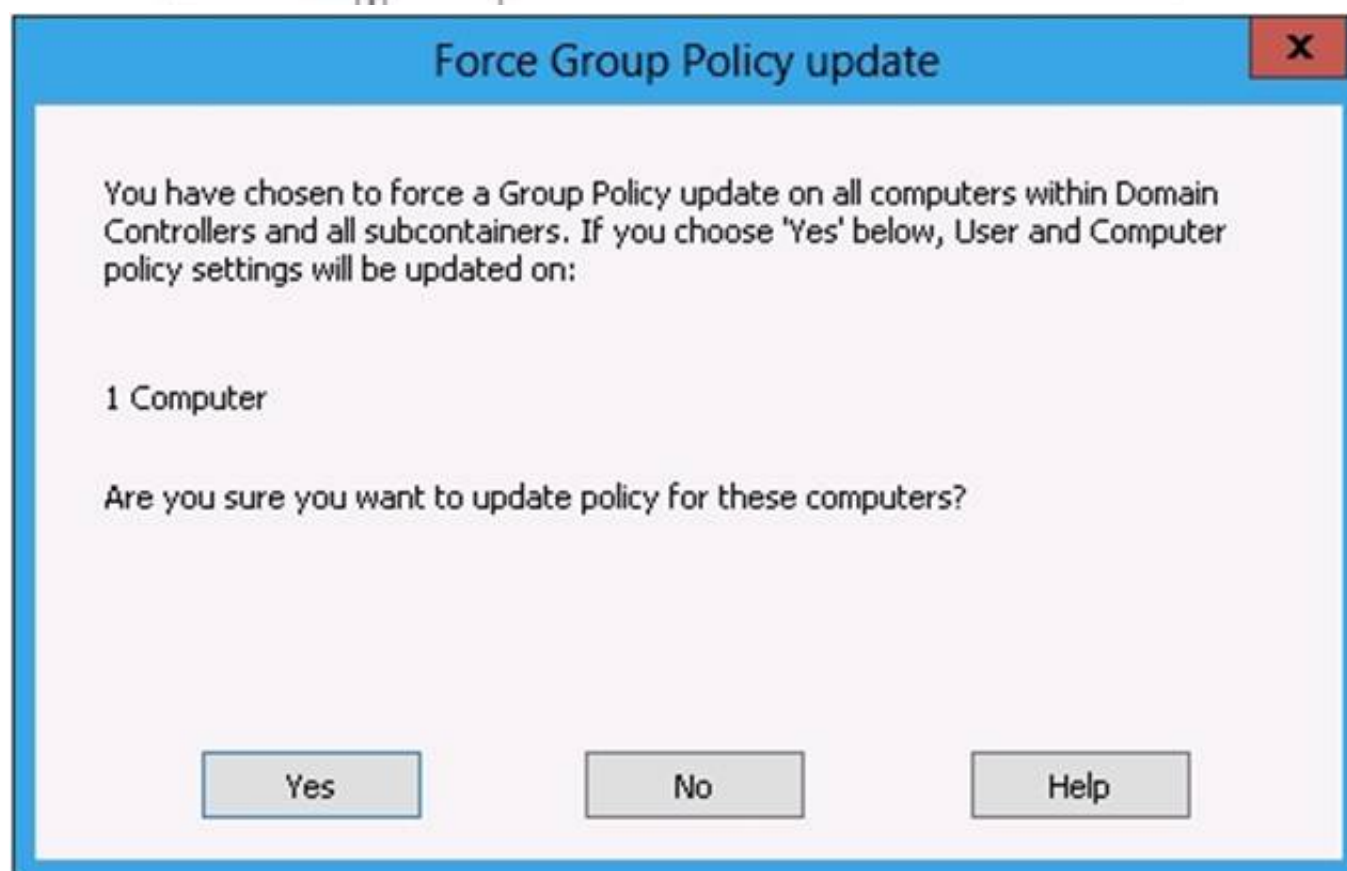 Force Group Policy update
x
You have chosen to force a Group Policy update on all computers within Domain
Controllers and all subcontainers. If you choose 'Yes' below, User and Computer
policy settings will be updated on:
1 Computer
Are you sure you want to update policy for these computers?
Yes No Help